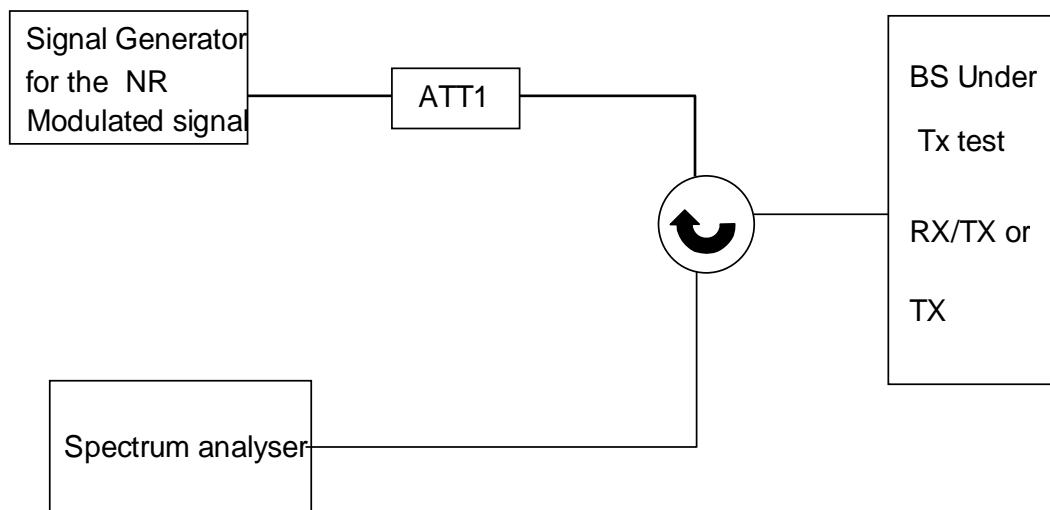 Signal Generator
for the NR
Modulated signal
ATT1
BS Under
Tx test
RX/TX or
TX
Spectrum analyser